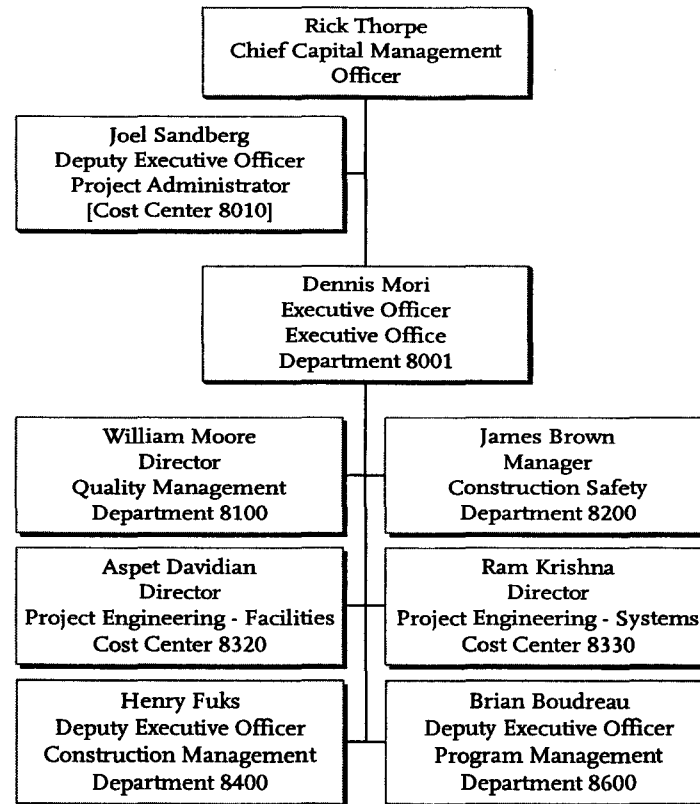 Rick Thorpe
Chief Capital Management
Officer
Joel Sandberg
Deputy Executive Officer
Project Administrator
[Cost Center 8010]
Dennis Mori
Executive Officer
Executive Office
Department 8001
William Moore
Director
Quality Management
Department 8100
James Brown
Manager
Construction Safety
Department 8200
Aspet Davidian
Director
Project Engineering - Facilities
Cost Center 8320
Ram Krishna
Director
Project Engineering - Systems
Cost Center 8330
Henry Fuks
Deputy Executive Officer
Construction Management
Department 8400
Brian Boudreau
Deputy Executive Officer
Program Management
Department 8600